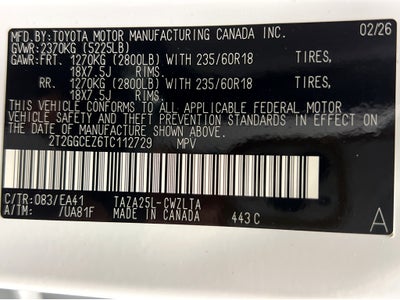 MFD.BY:TOYOTA MOTOR MANUFACTURING CANADA INC. 02/26
GVWR:2370KG (5225LB)
GAWR:FRT. 1270KG (2800LB) WITH 235/60R18 TIRES,
18X7.5J RIMS.
RR. 1270KG (2800LB) WITH 235/60R18 TIRES,
18X7.5J RIMS.
THIS VEHICLE CONFORMS TO ALL APPLICABLE FEDERAL MOTOR
VEHICLE SAFETY AND THEFT PREVENTION STANDARDS IN EFFECT ON
THE DATE OF MANUFACTURE SHOWN ABOVE.
2T2GGCEZ6TC112729 MPV
C/TR:083/EA41 TAZA25L-CWZLTA
A/TM: /UA81F MADE IN CANADA 443C A